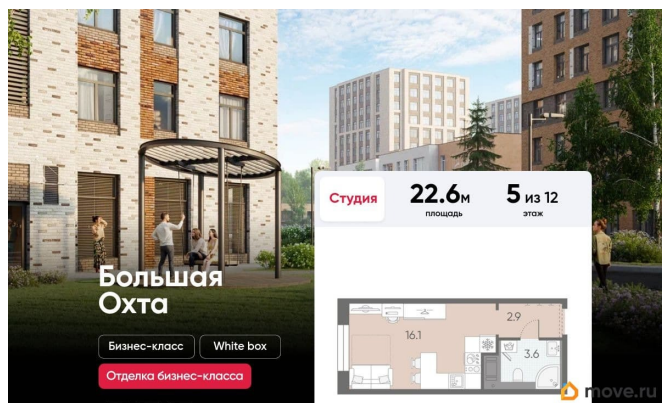 Студия
22.6м
площадь
5 из 12
этаж
Большая
Охта
Бизнес-класс
White box
Отделка бизнес-класса
16.1
2.9
3.6
move.ru